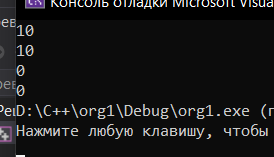 Консоль отладки Microsoft Visua
10
10
0
0
D:\C++\org1\Debug\org1.exe (п
Нажмите любую клавишу, чтобы